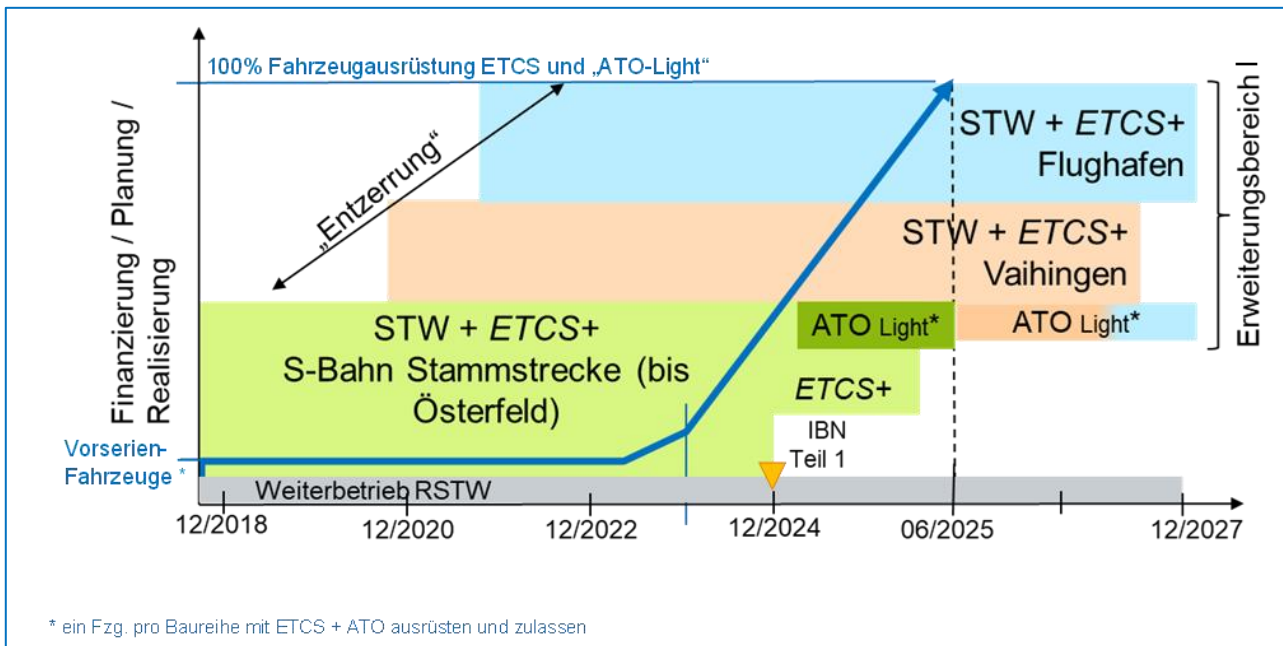 100% Fahrzeugausrüstung ETCS und „ATO-Light“
Finanzierung / Planung /
Realisierung
„Entzerrung“
STW + ETCS+
Flughafen
STW + ETCS+
Vaihingen
Erweiterungsbereich I
STW + ETCS+
S-Bahn Stammstrecke (bis
Österfeld)
ATO Light*
ATO Light*
ETCS+
IBN
Teil 1
Vorserien-
Fahrzeuge *
Weiterbetrieb RSTW
12/2018
12/2020
12/2022
12/2024
06/2025
12/2027
* ein Fzg. pro Baureihe mit ETCS + ATO ausrüsten und zulassen